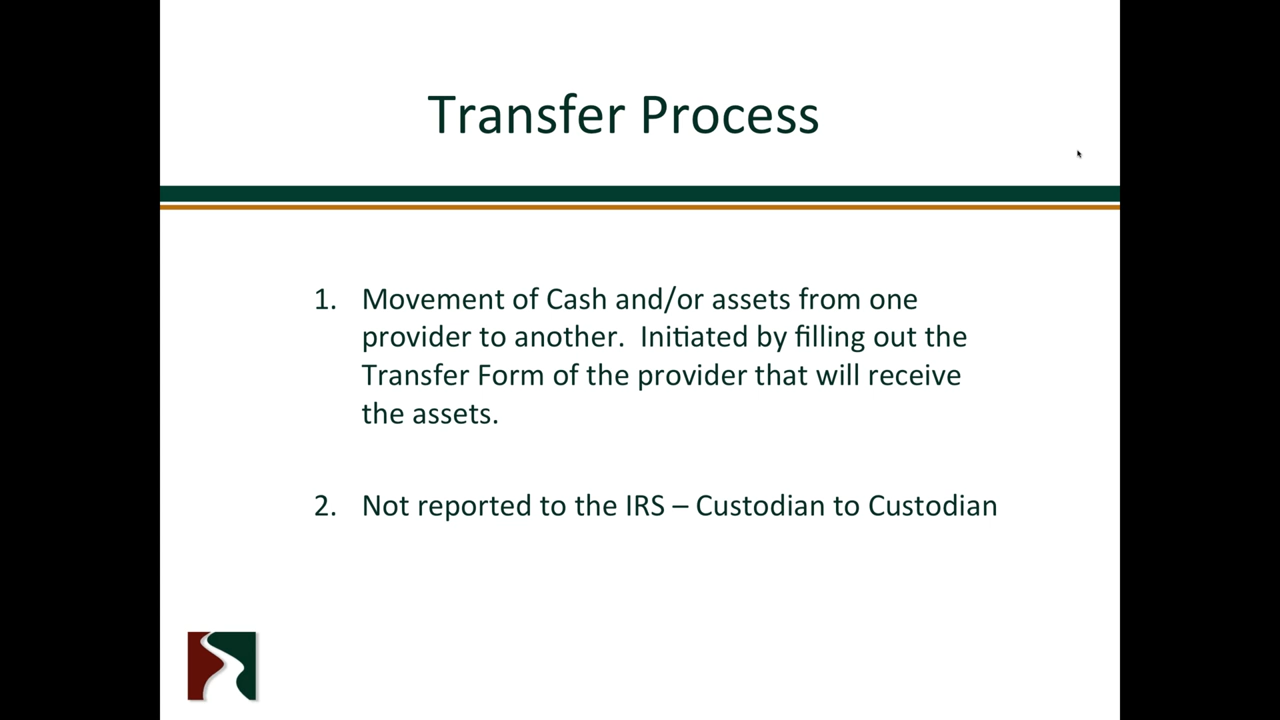 Transfer Process
1. Movement of Cash and/or assets from one
provider to another.  Initiated by filling out the
Transfer Form of the provider that will receive
the assets.
2. Not reported to the IRS – Custodian to Custodian